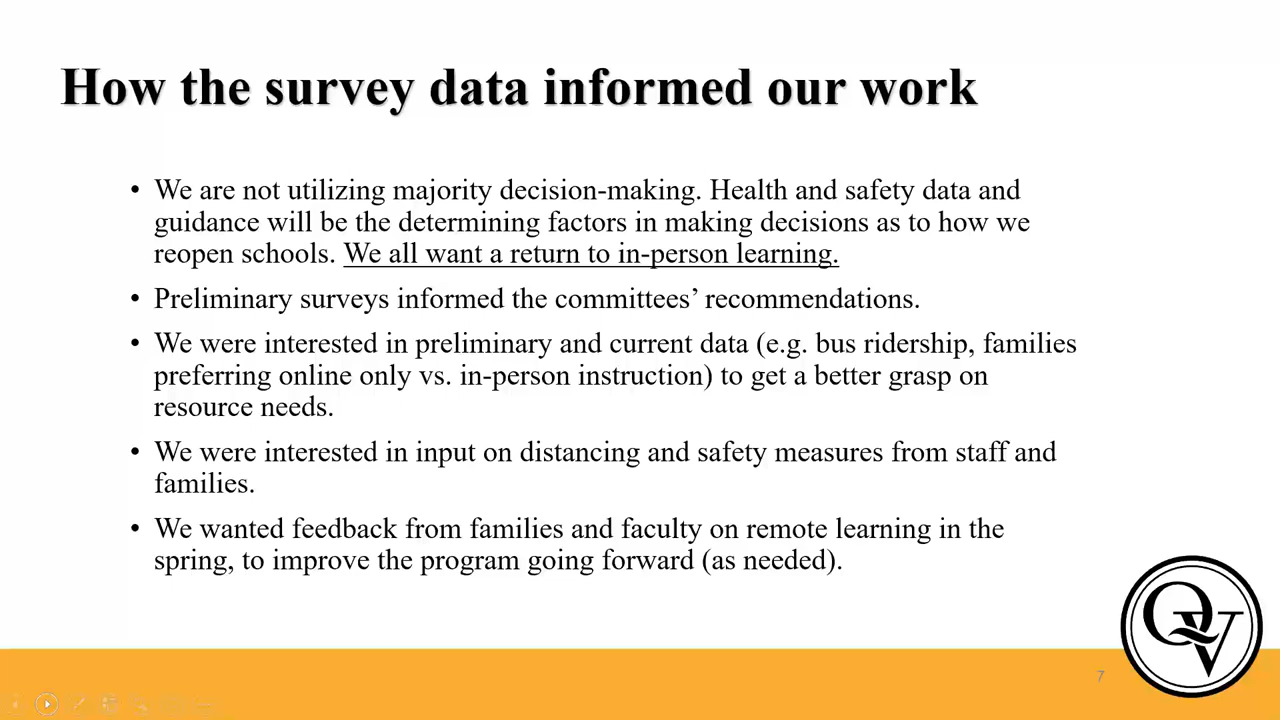 How the survey data informed our work
• We are not utilizing majority decision-making. Health and safety data and
guidance will be the determining factors in making decisions as to how we
reopen schools. We all want a return to in-person learning.
• Preliminary surveys informed the committees’ recommendations.
• We were interested in preliminary and current data (e.g. bus ridership, families
preferring online only vs. in-person instruction) to get a better grasp on
resource needs.
• We were interested in input on distancing and safety measures from staff and
families.
• We wanted feedback from families and faculty on remote learning in the
spring, to improve the program going forward (as needed).
QV
7